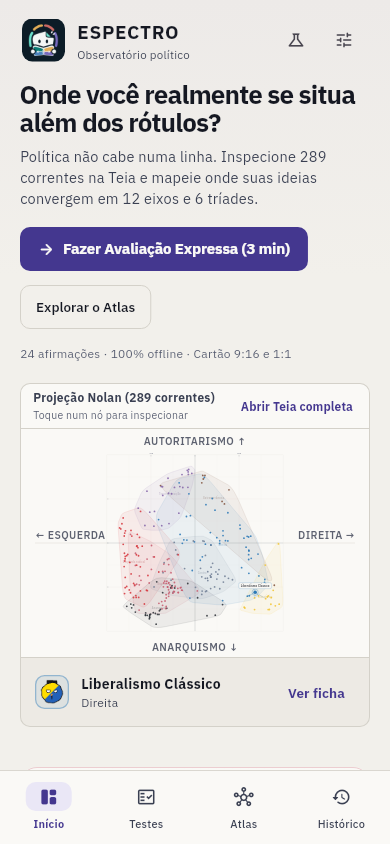 ESPECTRO
Observatório político
Onde você realmente se situa
além dos rótulos?
Política não cabe numa linha. Inspecione 289
correntes na Teia e mapeie onde suas ideias
convergem em 12 eixos e 6 tríades.
→ Fazer Avaliação Expressa (3 min)
Explorar o Atlas
24 afirmações · 100% offline · Cartão 9:16 e 1:1
Projeção Nolan (289 correntes)
Toque num nó para inspecionar
Abrir Teia completa
AUTORITARISMO ↑
← ESQUERDA
DIREITA →
Liberalismo Clássico
ANARQUISMO ↓
Liberalismo Clássico
Direita
Ver ficha
Início
Testes
Atlas
Histórico